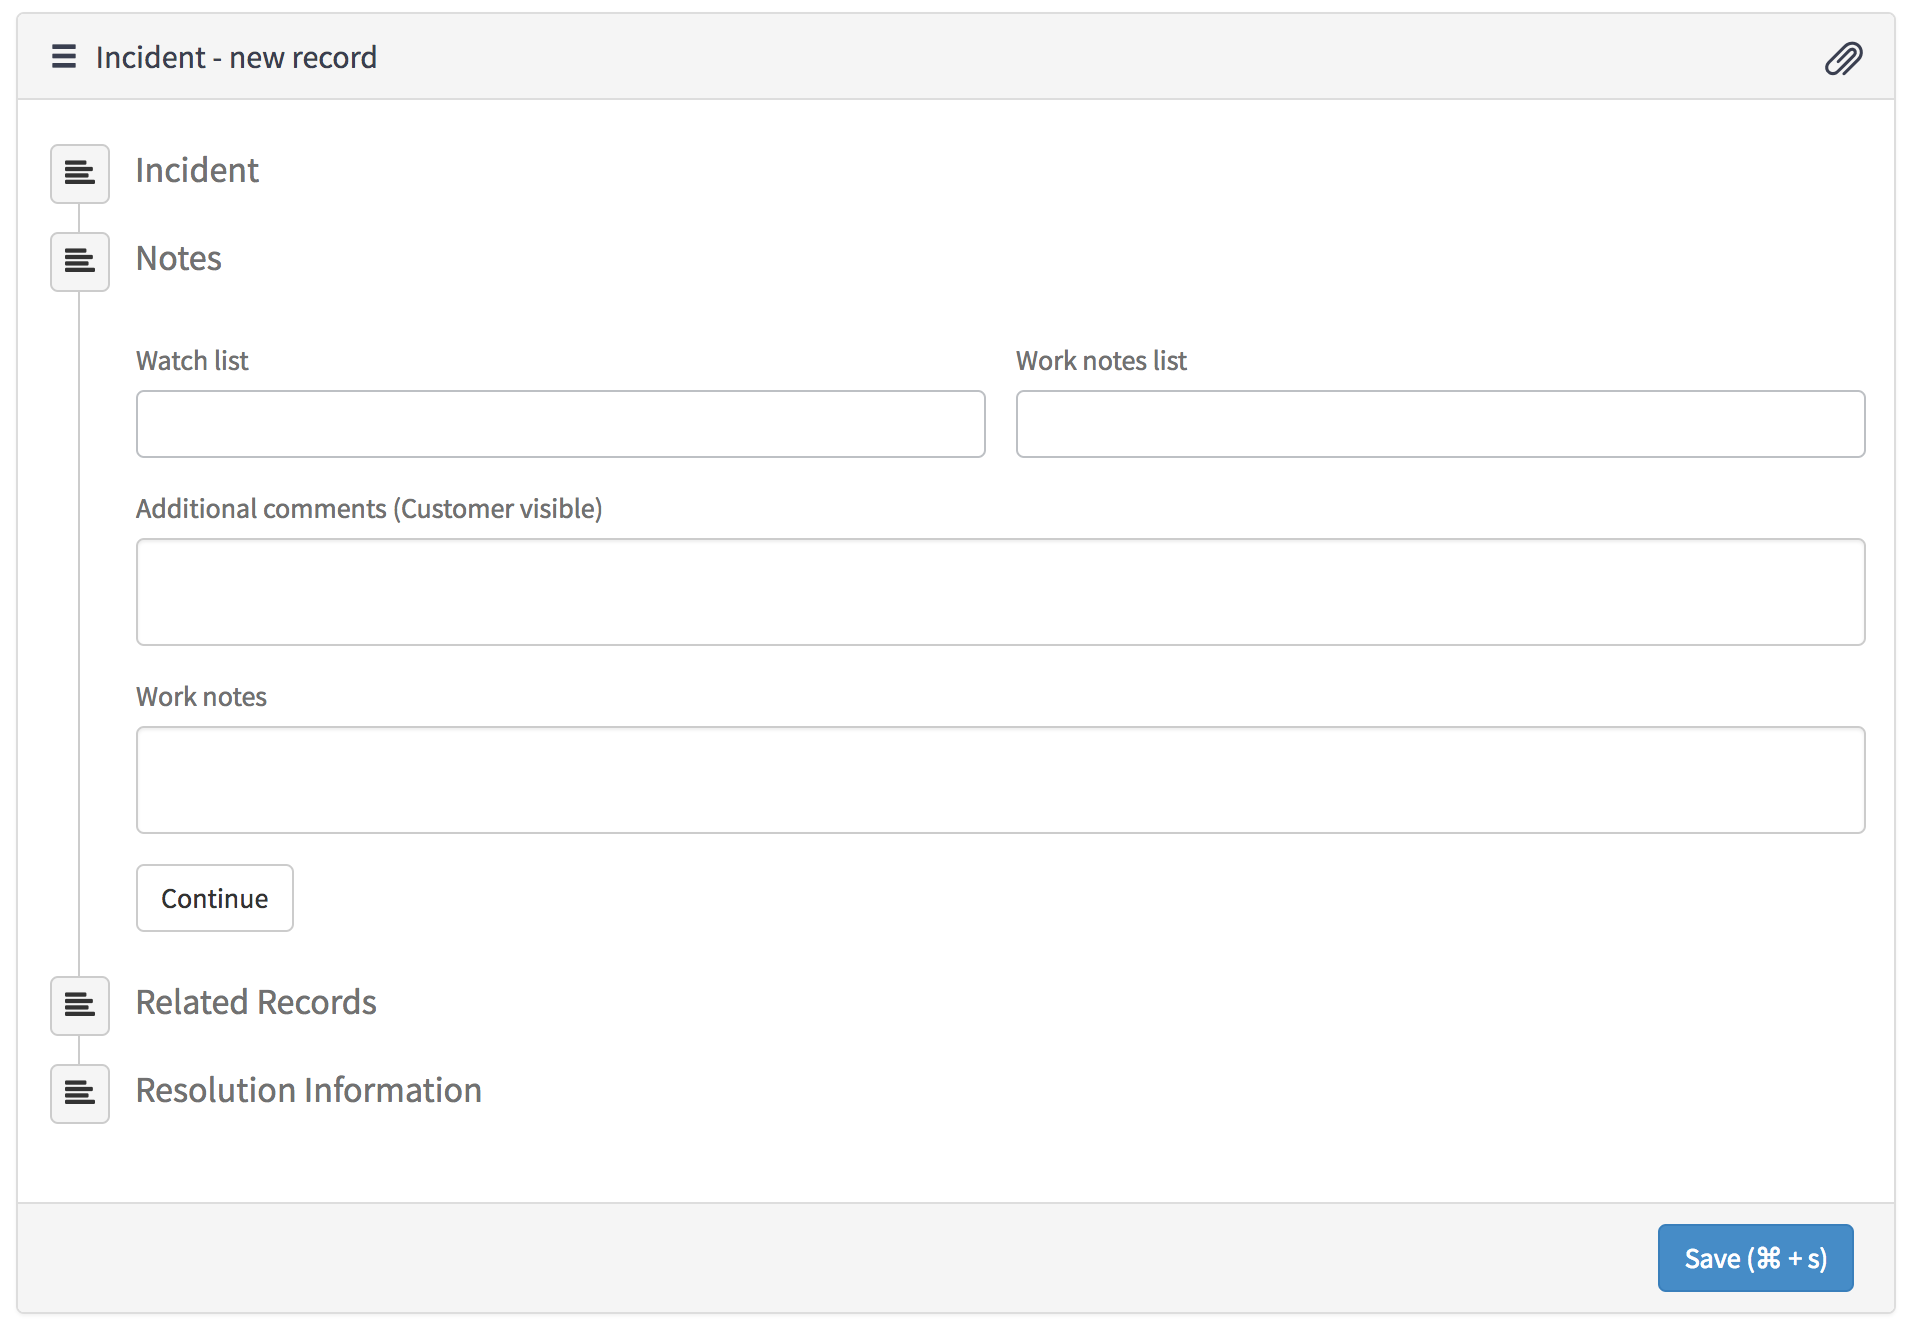 Incident - new record
Incident
Notes
Watch list
Work notes list
Additional comments (Customer visible)
Work notes
Continue
Related Records
Resolution Information
Save (⌘ + s)